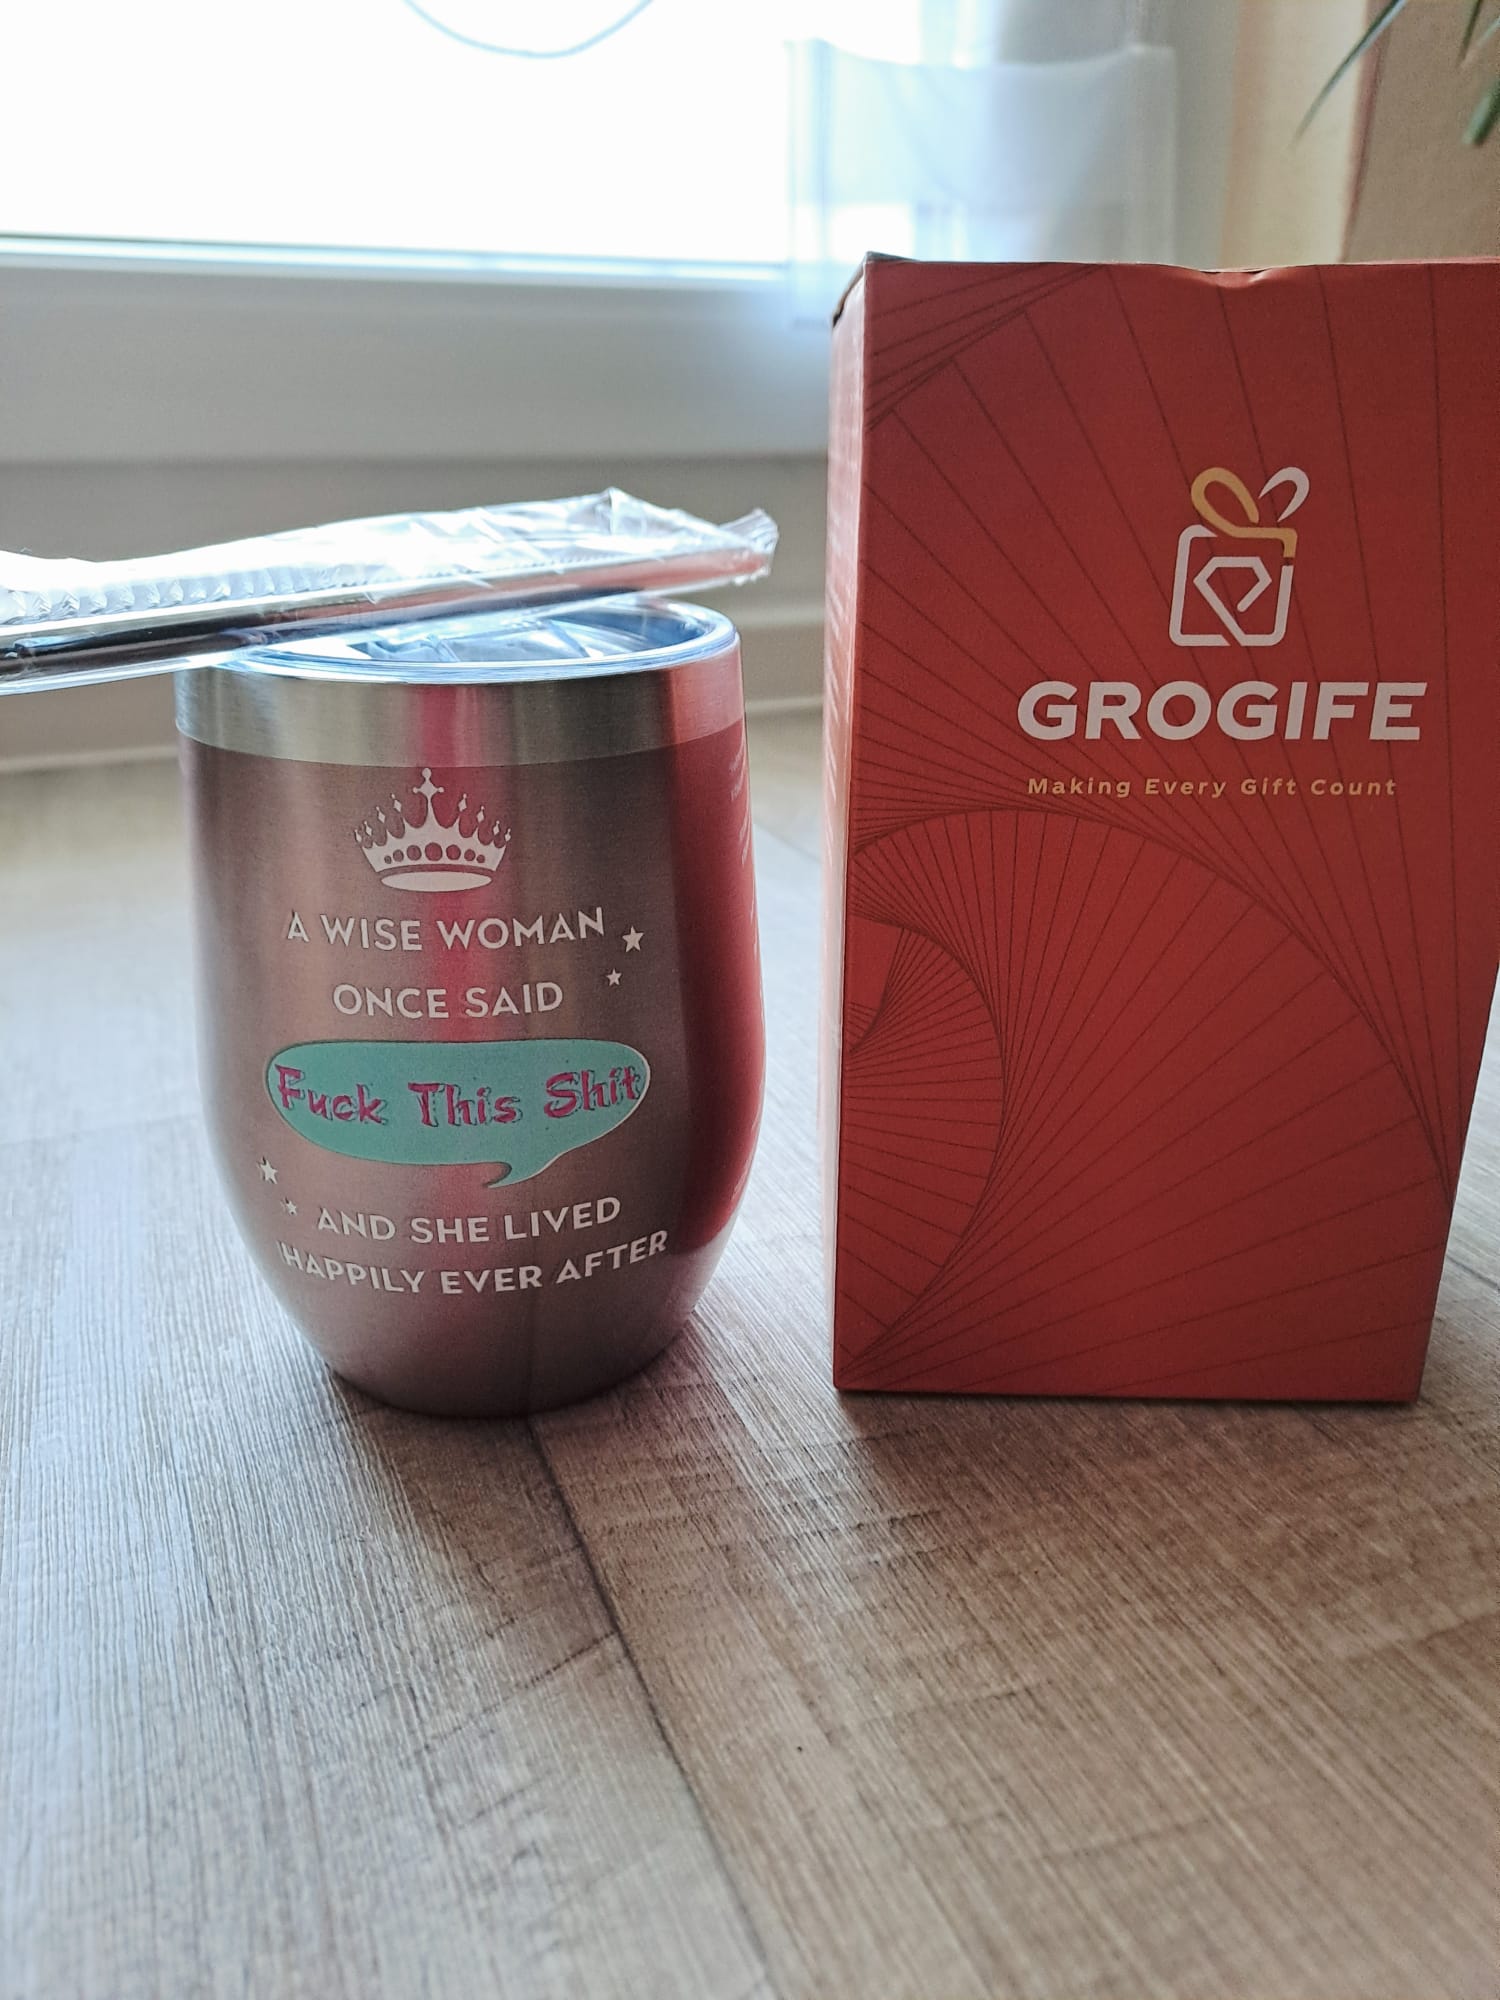 A WISE WOMAN
ONCE SAID
Fuck This Shit
AND SHE LIVED
HAPPILY EVER AFTER
GROGIFE
Making Every Gift Count